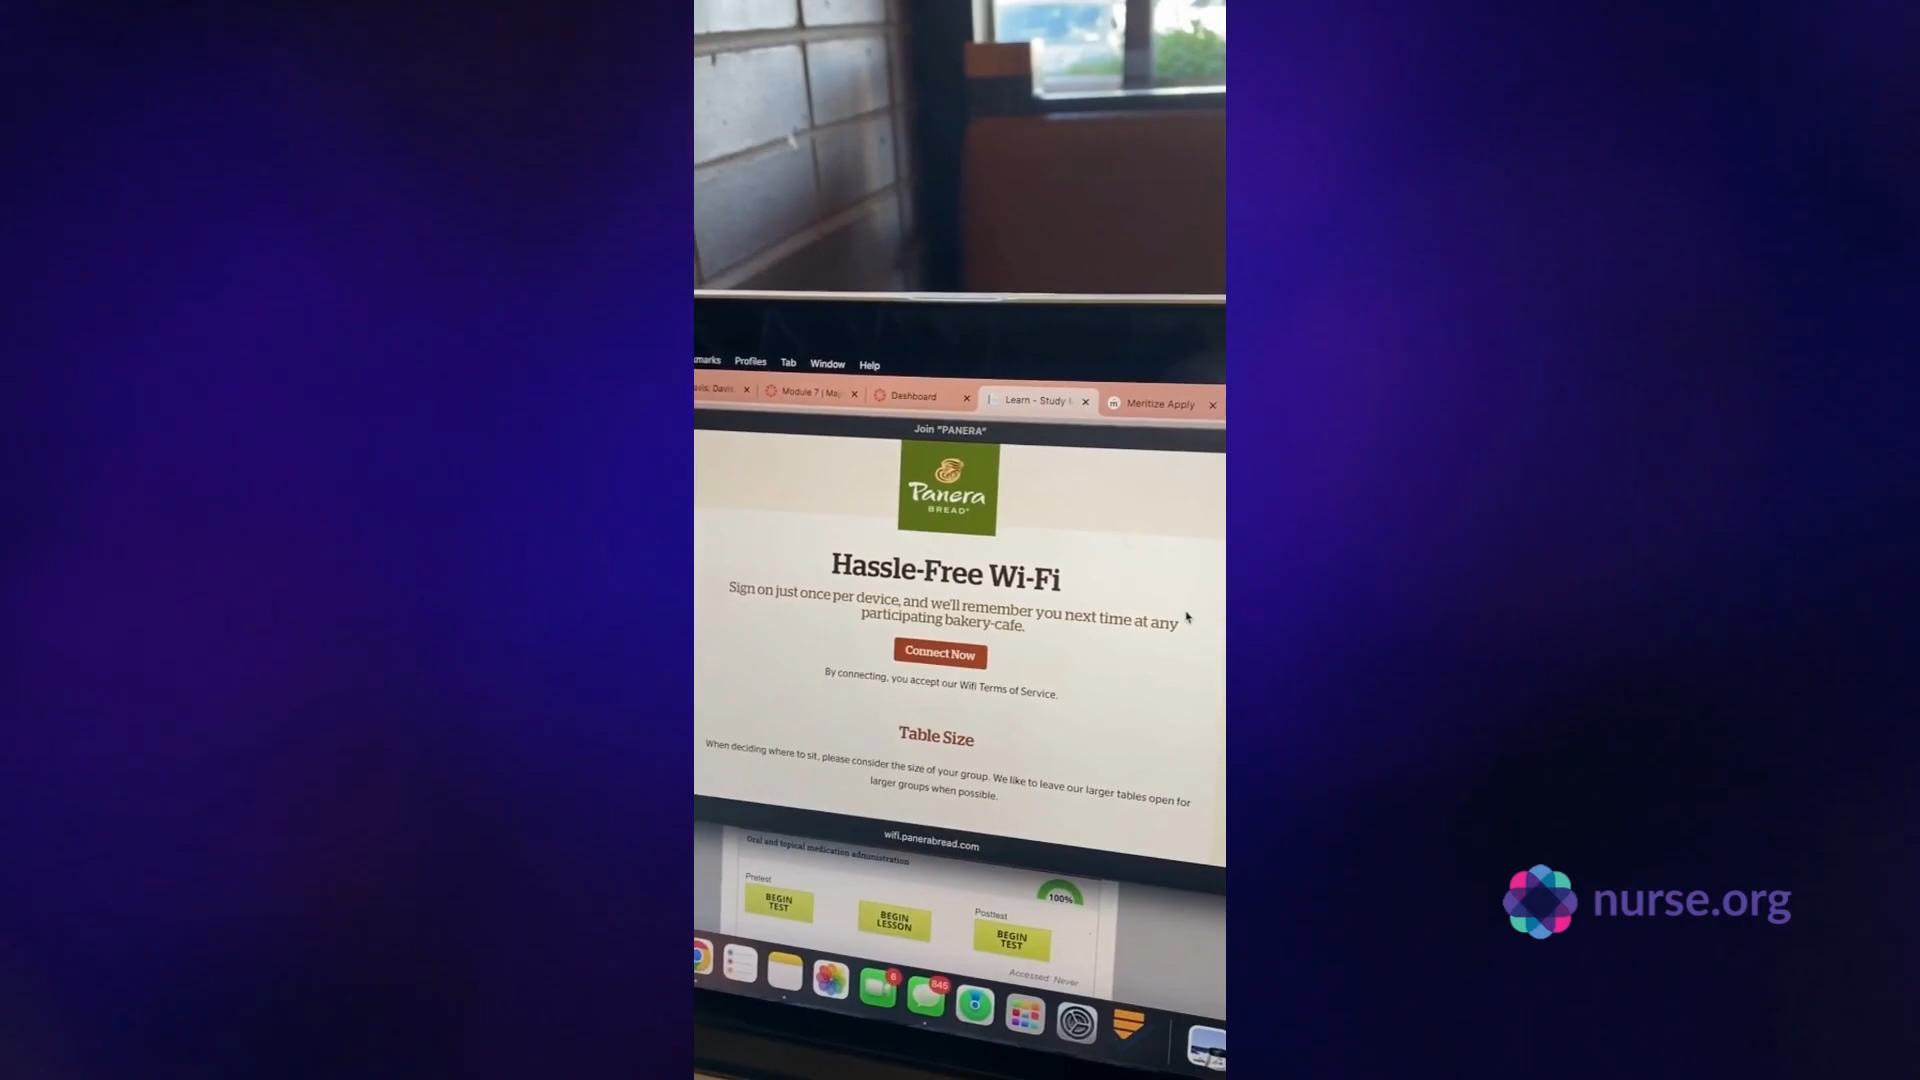 Profiles Tab Window Help
Module 7 | Maj
Dashboard
Learn - Study
Meritize Apply
Join "PANERA"
Panera
BREAD®
Hassle-Free Wi-Fi
Sign on just once per device, and we'll remember you next time at any
participating bakery-cafe.
Connect Now
By connecting, you accept our Wifi Terms of Service.
Table Size
When deciding where to sit, please consider the size of your group. We like to leave our larger tables open for
larger groups when possible.
wifi.panerabread.com
Oral and topical medication administration
100%
Pretest
BEGIN
TEST
BEGIN
LESSON
Posttest
BEGIN
TEST
Accessed: Never
6
845
nurse.org